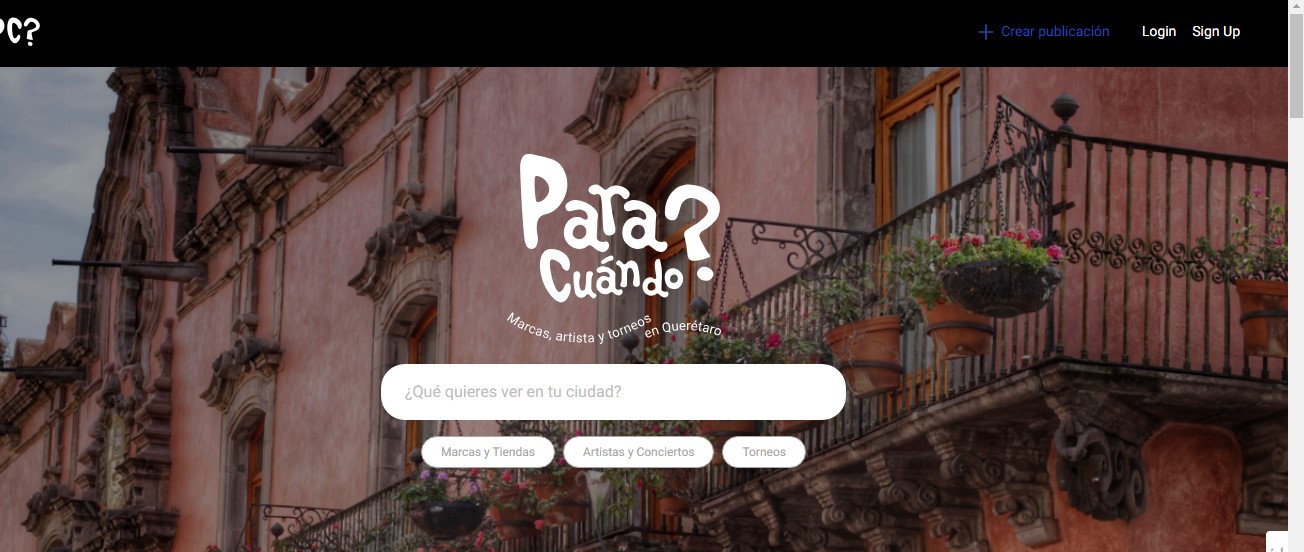 PC?
Crear publicación
Login
Sign Up
Para
Cuándo?
Marcas, artista y torneos
en Querétaro
¿Qué quieres ver en tu ciudad?
Marcas y Tiendas
Artistas y Conciertos
Torneos